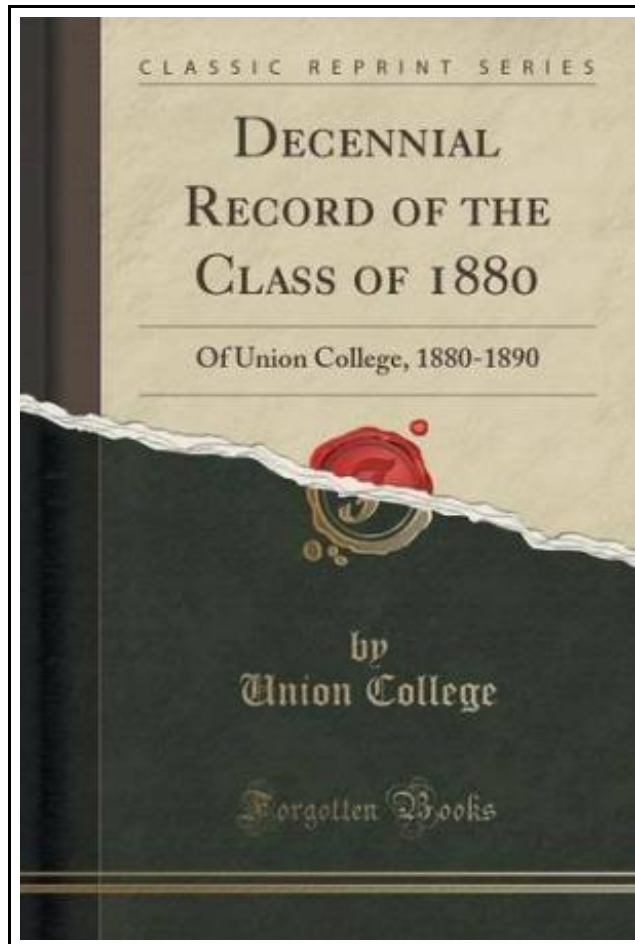 CLASSIC REPRINT SERIES
DECENNIAL
RECORD OF THE
CLASS OF 1880
Of Union College, 1880-1890
by
Union College
Forgotten Books